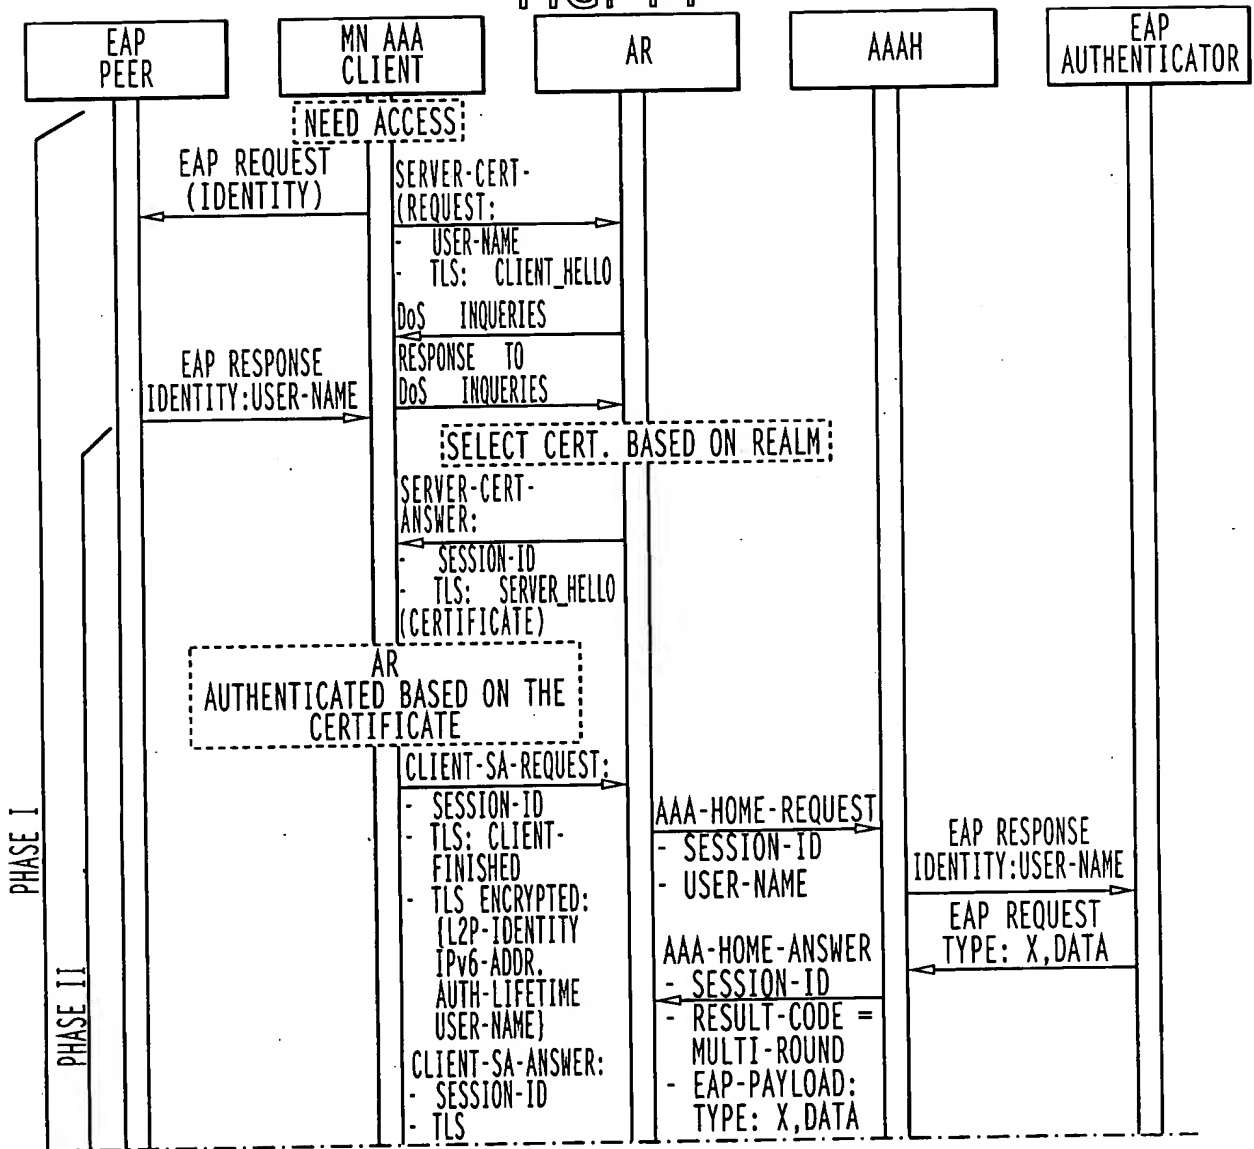 EAP
PEER
MN AAA
CLIENT
AR
AAAH
EAP
AUTHENTICATOR
NEED ACCESS
EAP REQUEST
(IDENTITY)
SERVER-CERT-
(REQUEST:
- USER-NAME
- TLS: CLIENT_HELLO
DoS INQUERIES
EAP RESPONSE
IDENTITY:USER-NAME
RESPONSE TO
DoS INQUERIES
SELECT CERT. BASED ON REALM
SERVER-CERT-
ANSWER:
- SESSION-ID
- TLS: SERVER_HELLO
(CERTIFICATE)
AR
AUTHENTICATED BASED ON THE
CERTIFICATE
CLIENT-SA-REQUEST:
- SESSION-ID
- TLS: CLIENT-
FINISHED
- TLS ENCRYPTED:
{L2P-IDENTITY
IPv6-ADDR.
AUTH-LIFETIME
USER-NAME}
CLIENT-SA-ANSWER:
- SESSION-ID
- TLS
AAA-HOME-REQUEST
- SESSION-ID
- USER-NAME
EAP RESPONSE
IDENTITY:USER-NAME
EAP REQUEST
TYPE: X,DATA
AAA-HOME-ANSWER
- SESSION-ID
- RESULT-CODE =
MULTI-ROUND
- EAP-PAYLOAD:
TYPE: X,DATA
PHASE I
PHASE II